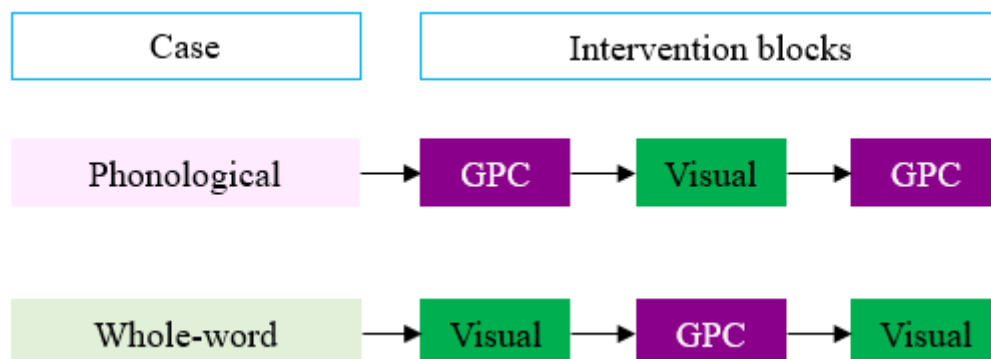 Case Intervention blocks
Phonological GPC Visual GPC
Whole-word Visual GPC Visual